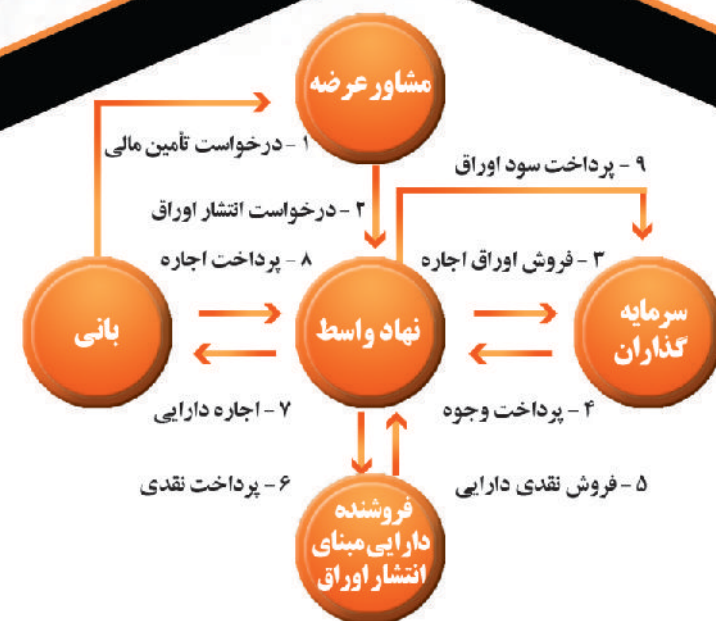 مشاور عرضه
۱ - درخواست تأمین مالی
۹ - پرداخت سود اوراق
۲ - درخواست انتشار اوراق
۸ - پرداخت اجاره
۳ - فروش اوراق اجاره
بانی
نهاد واسط
سرمایه
گذاران
۷ - اجاره دارایی
۴ - پرداخت وجوه
۶ - پرداخت نقدی
۵ - فروش نقدی دارایی
فروشنده
دارایی مبنای
انتشار اوراق